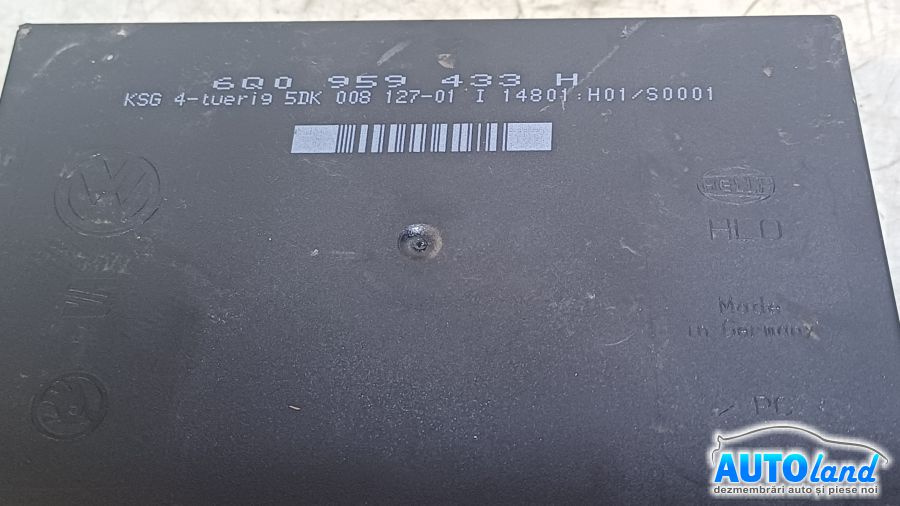 6Q0 959 433 H
KSG 4-tuerig 5DK 008 127-01 I 14801:H01/S0001
VW
HELLA
HLO
Made
in Germany
AUTOland
dezmembrări auto și piese noi